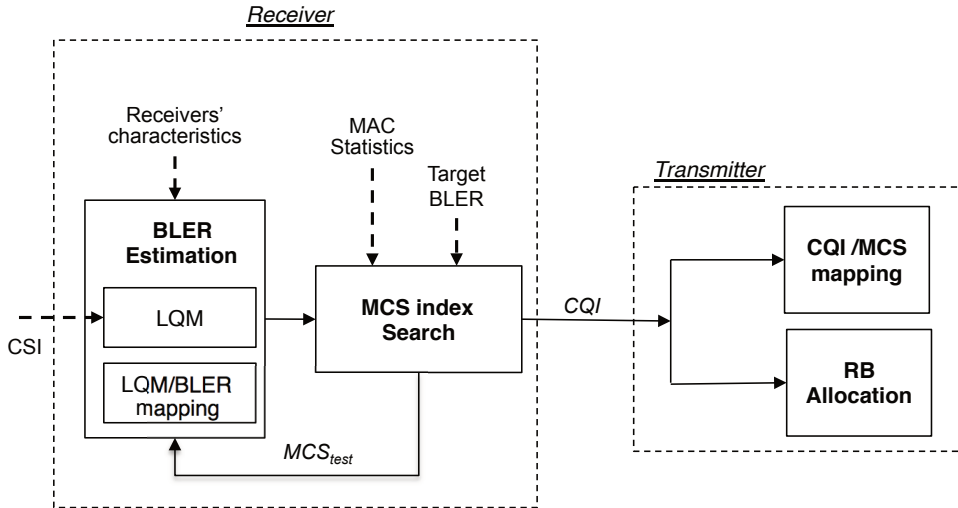 Receiver
Receivers'
characteristics
MAC
Statistics
Target
BLER
Transmitter
BLER
Estimation
CQI /MCS
mapping
LQM
MCS index
Search
CQI
CSI
LQM/BLER
mapping
RB
Allocation
MCStest